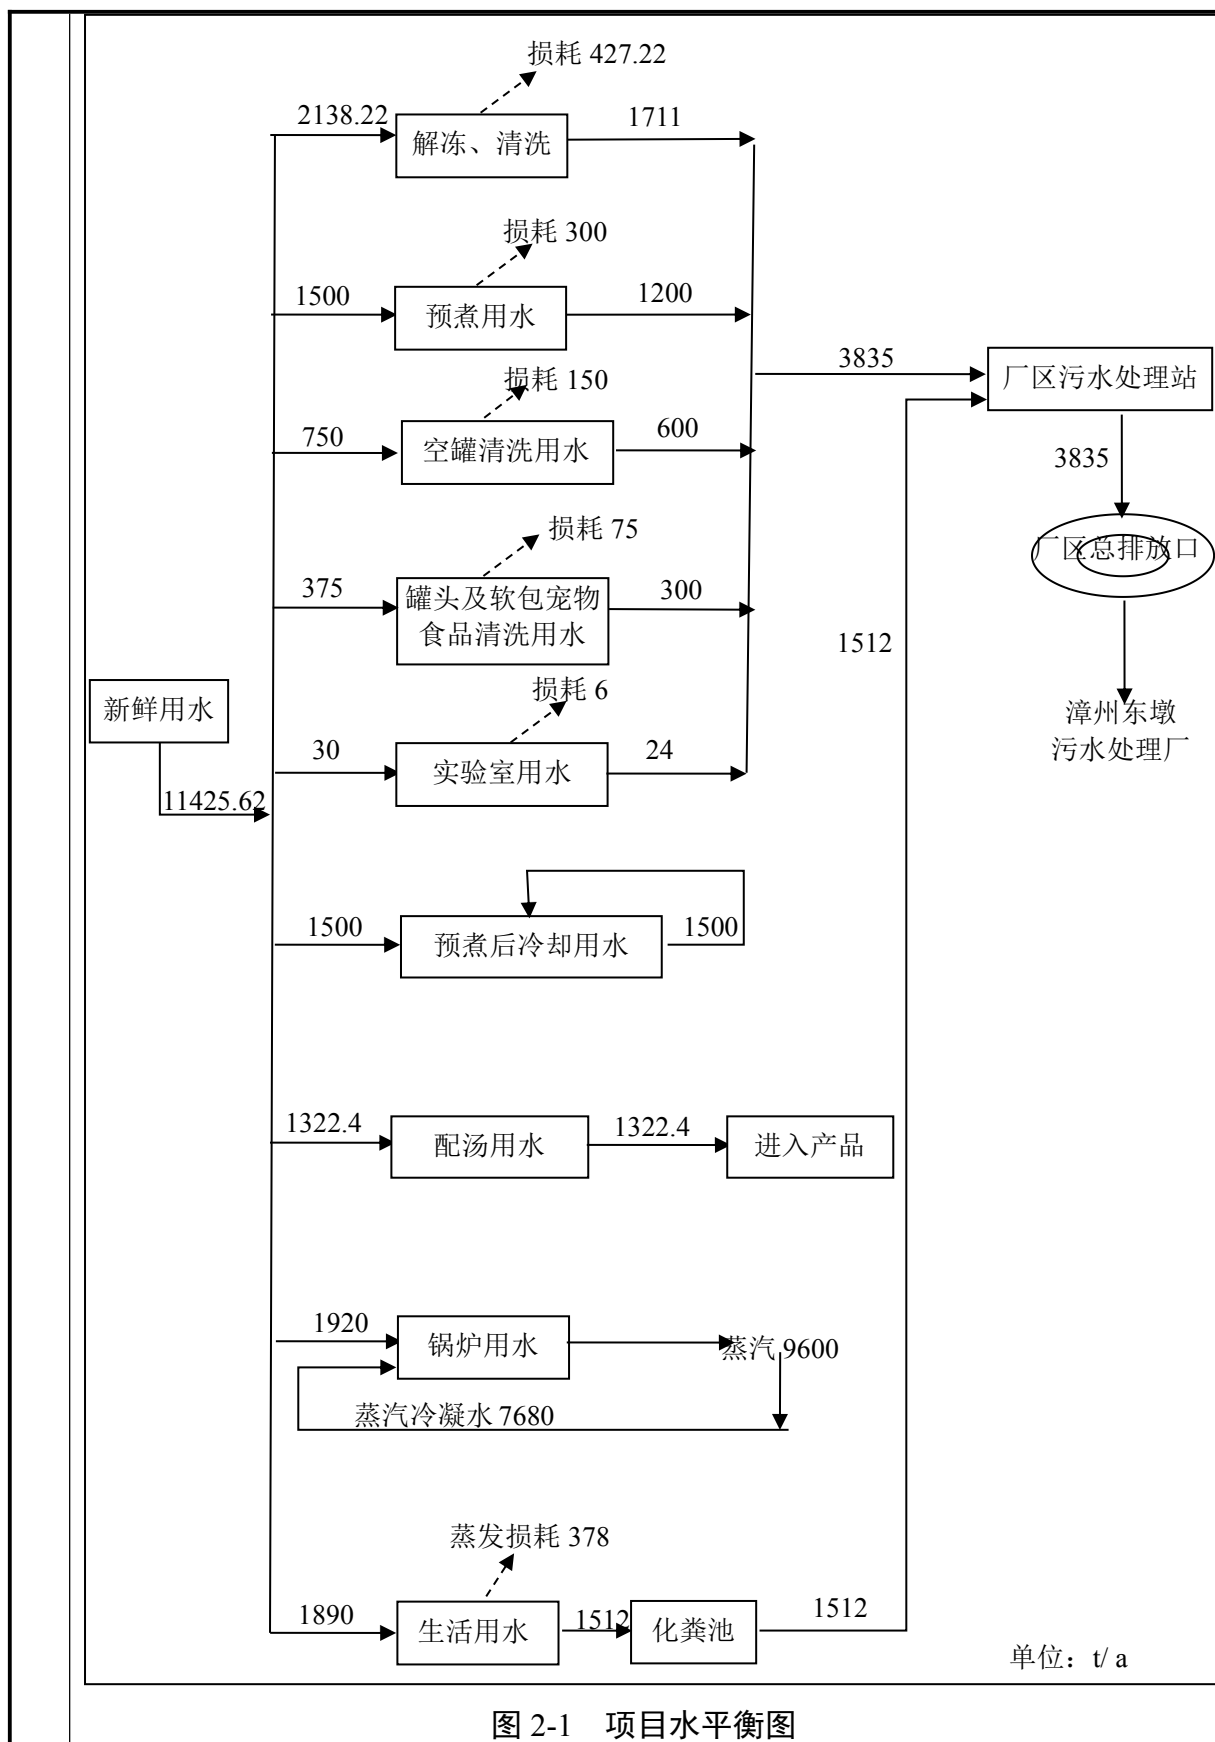 损耗 427.22
2138.22
解冻、清洗
1711
损耗 300
1500
预煮用水
1200
3835
厂区污水处理站
损耗 150
750
空罐清洗用水
600
3835
损耗 75
厂区总排放口
375
罐头及软包宠物
食品清洗用水
300
1512
损耗 6
新鲜用水
漳州东墩
污水处理厂
30
实验室用水
24
11425.62
1500
预煮后冷却用水
1500
1322.4
配汤用水
1322.4
进入产品
1920
锅炉用水
蒸汽 9600
蒸汽冷凝水 7680
蒸发损耗 378
1890
生活用水
1512
化粪池
1512
单位：t/ a
图 2-1 项目水平衡图